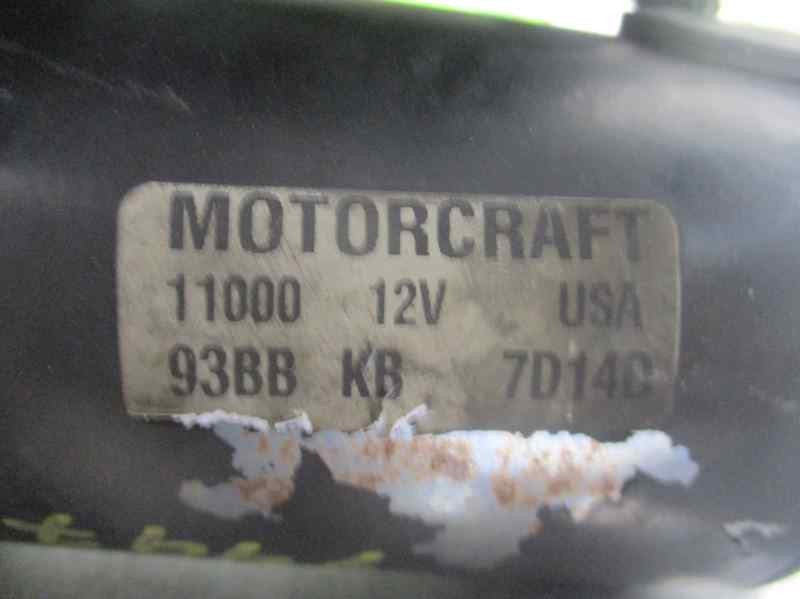 MOTORCRAFT
11000 12V USA
93BB KB 7D14C